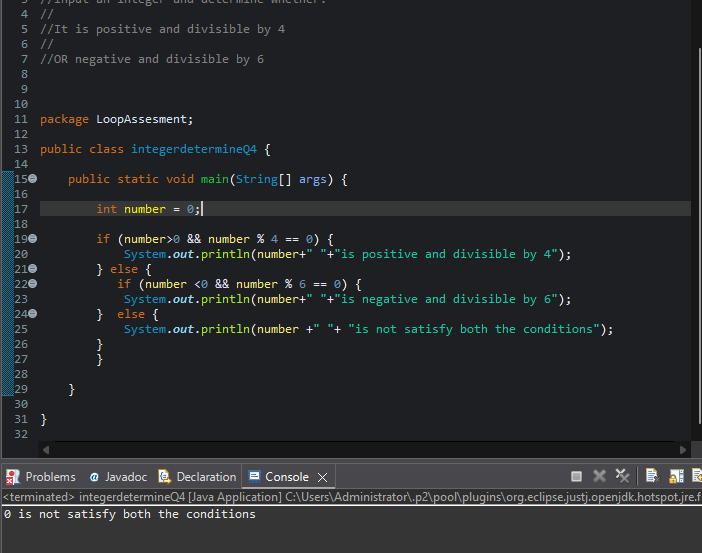 3 //Input an integer and determine whether:
4 //
5 //It is positive and divisible by 4
6 //
7 //OR negative and divisible by 6
8
9
10
11 package LoopAssesment;
12
13 public class integerdetermineQ4 {
14
15 public static void main(String[] args) {
16
17 int number = 0;
18
19 if (number>0 && number % 4 == 0) {
20 System.out.println(number+" "+"is positive and divisible by 4");
21 } else {
22 if (number <0 && number % 6 == 0) {
23 System.out.println(number+" "+"is negative and divisible by 6");
24 } else {
25 System.out.println(number +" "+ "is not satisfy both the conditions");
26 }
27 }
28
29 }
30
31 }
32
Problems @ Javadoc Declaration Console
<terminated> integerdetermineQ4 [Java Application] C:\Users\Administrator\.p2\pool\plugins\org.eclipse.justj.openjdk.hotspot.jre.f
0 is not satisfy both the conditions